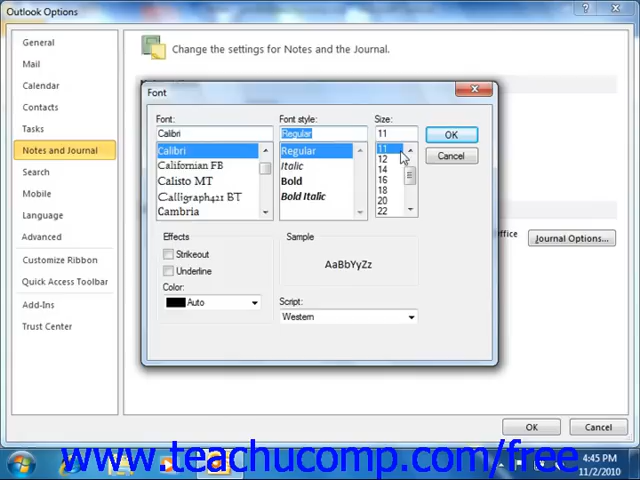 Outlook Options
General
Mail
Calendar
Contacts
Tasks
Notes and Journal
Search
Mobile
Language
Advanced
Customize Ribbon
Quick Access Toolbar
Add-Ins
Trust Center
Change the settings for Notes and the Journal.
Font
Font:
Calibri
Calibri
Californian FB
Calisto MT
Calligraph421 BT
Cambria
Font style:
Regular
Regular
Italic
Bold
Bold Italic
Size:
11
11
12
14
16
18
20
22
OK
Cancel
Effects
Strikeout
Underline
Color:
Auto
Sample
AaBbYyZz
Script:
Western
Office
Journal Options...
OK
Cancel
www.teachucomp.com/free
4:45 PM
11/2/2010